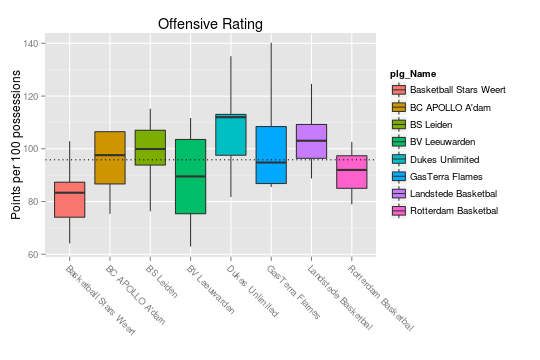 Offensive Rating
Points per 100 possessions
140
120
100
80
60
Basketball Stars Weert
BC APOLLO A'dam
BS Leiden
BV Leeuwarden
Dukes Unlimited
GasTerra Flames
Landstede Basketbal
Rotterdam Basketbal
plg_Name
Basketball Stars Weert
BC APOLLO A'dam
BS Leiden
BV Leeuwarden
Dukes Unlimited
GasTerra Flames
Landstede Basketbal
Rotterdam Basketbal